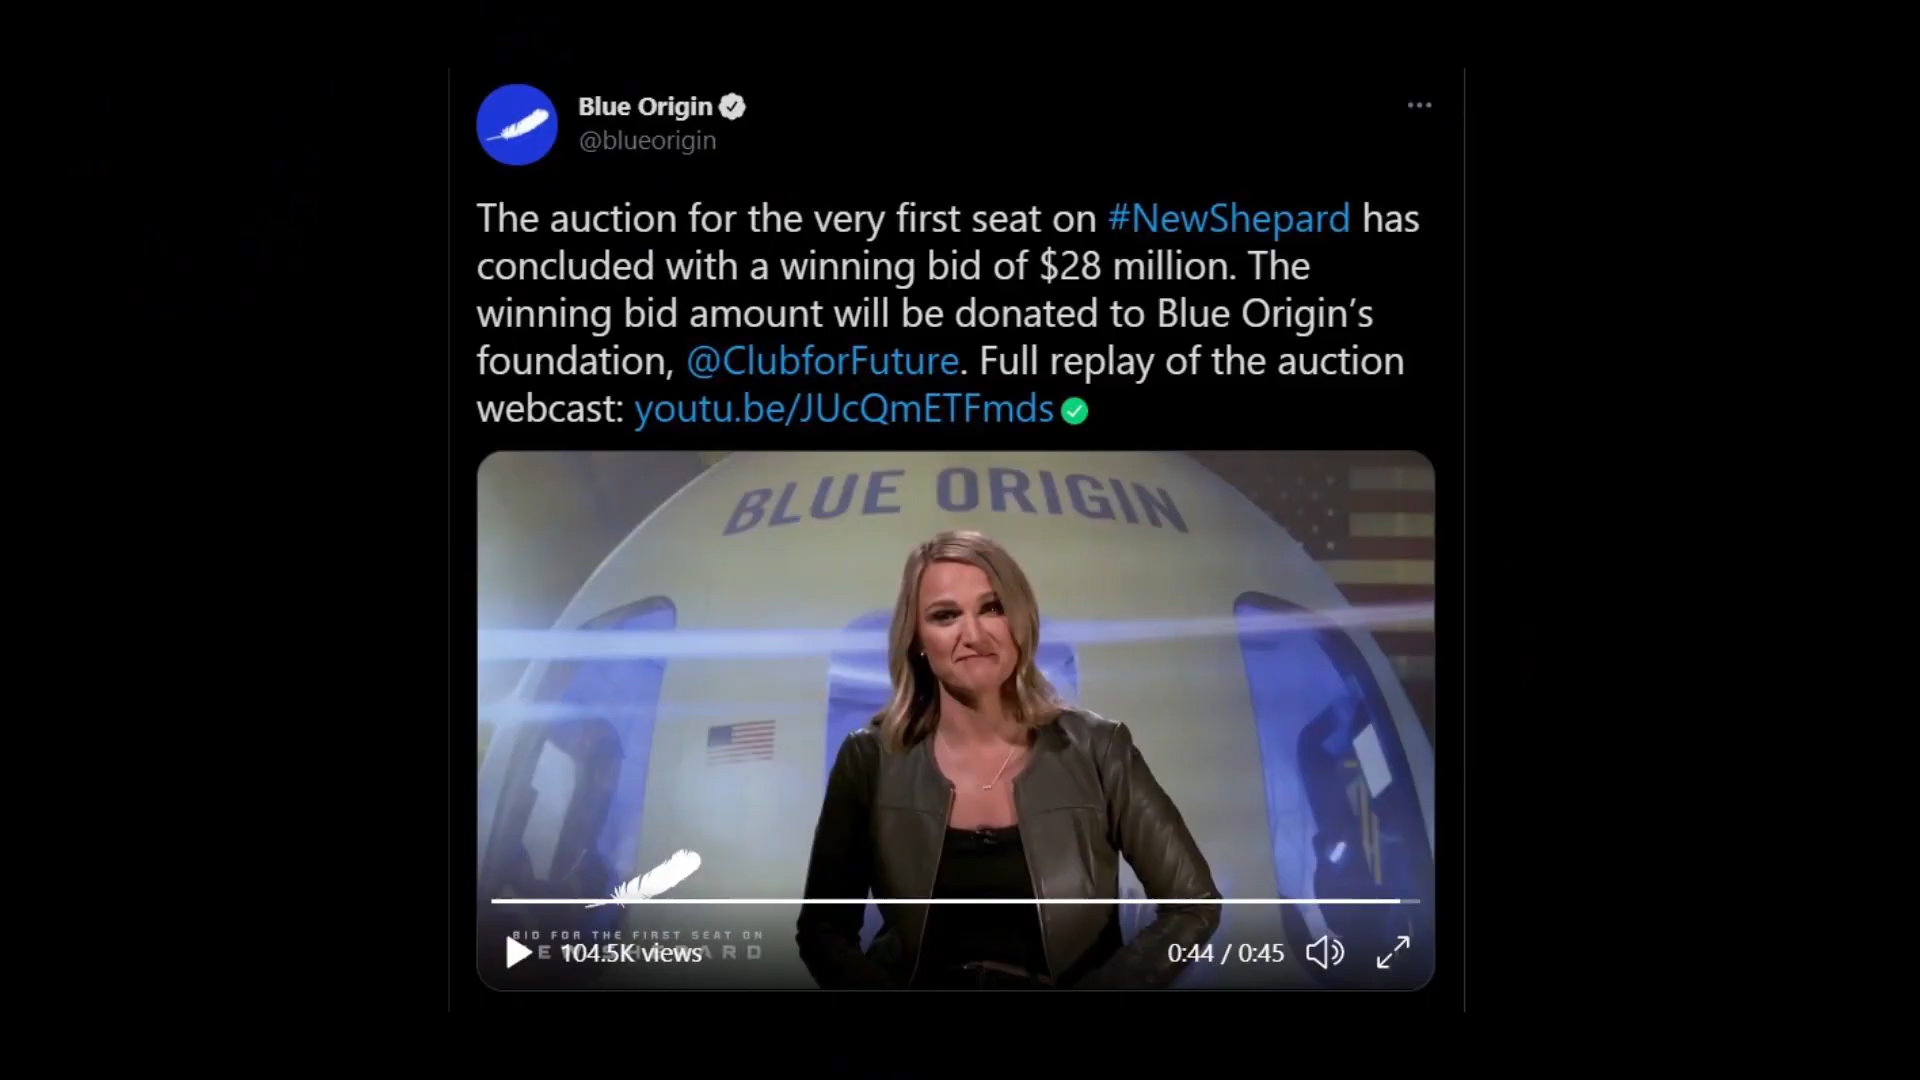 Blue Origin
@blueorigin
The auction for the very first seat on #NewShepard has
concluded with a winning bid of $28 million. The
winning bid amount will be donated to Blue Origin’s
foundation, @ClubforFuture. Full replay of the auction
webcast: youtu.be/JUcQmETFmds
BLUE ORIGIN
BID FOR THE FIRST SEAT ON
104.5K views
0:44 / 0:45